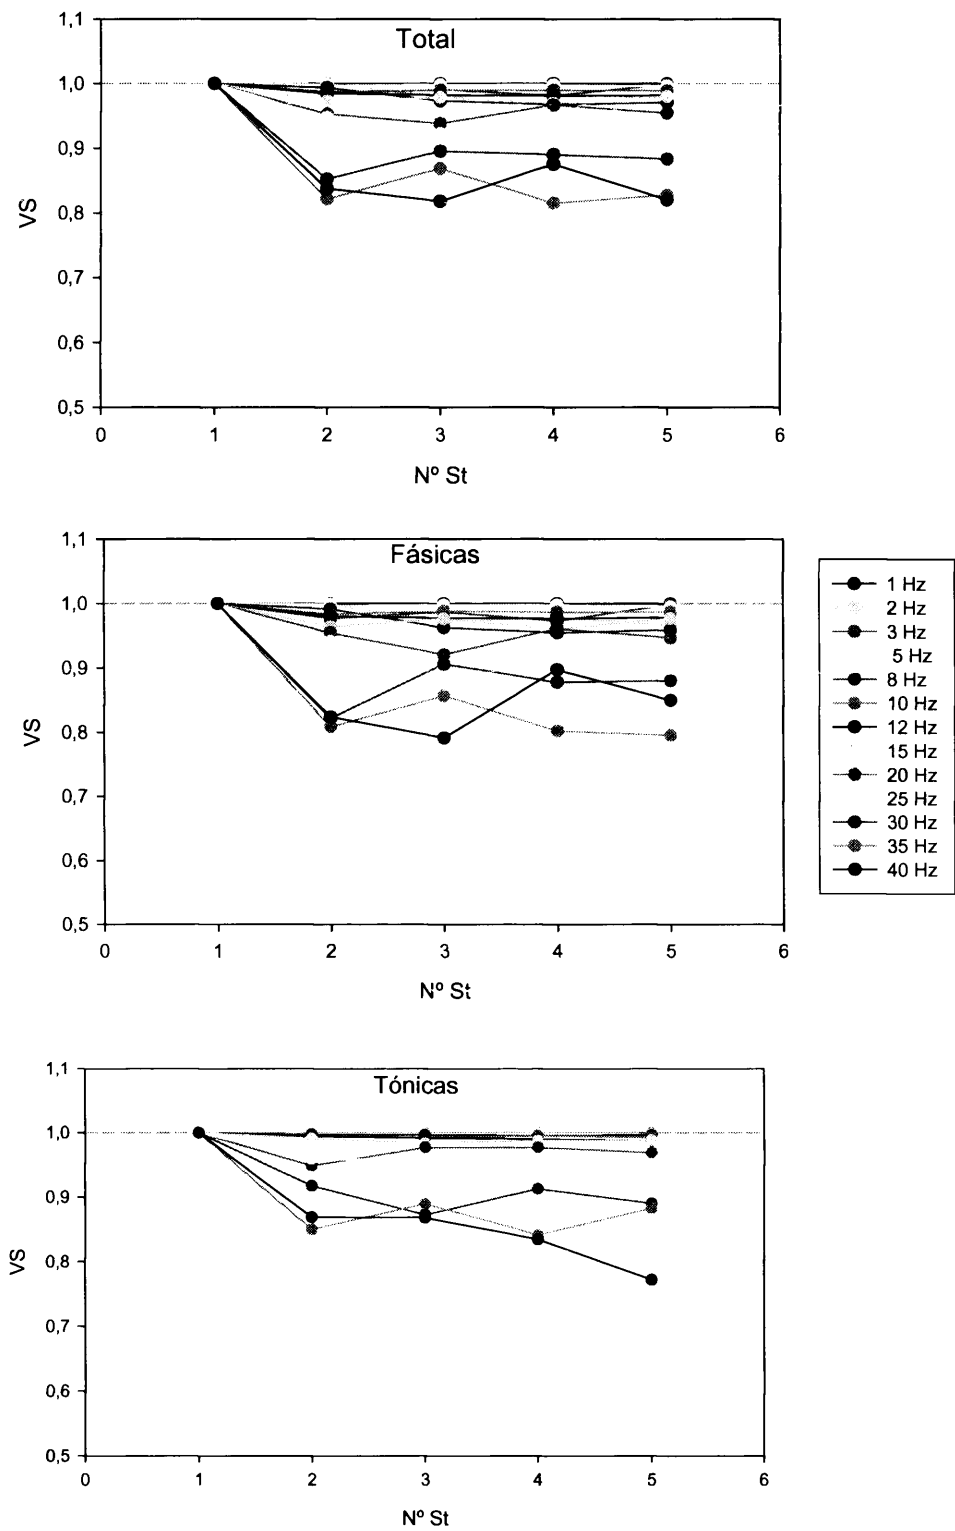 Total
1,1
1,0
0,9
0,8
0,7
0,6
0,5
VS
0 1 2 3 4 5 6
Nº St
Fásicas
1,1
1,0
0,9
0,8
0,7
0,6
0,5
VS
0 1 2 3 4 5 6
Nº St
1 Hz
2 Hz
3 Hz
5 Hz
8 Hz
10 Hz
12 Hz
15 Hz
20 Hz
25 Hz
30 Hz
35 Hz
40 Hz
Tónicas
1,1
1,0
0,9
0,8
0,7
0,6
0,5
VS
0 1 2 3 4 5 6
Nº St